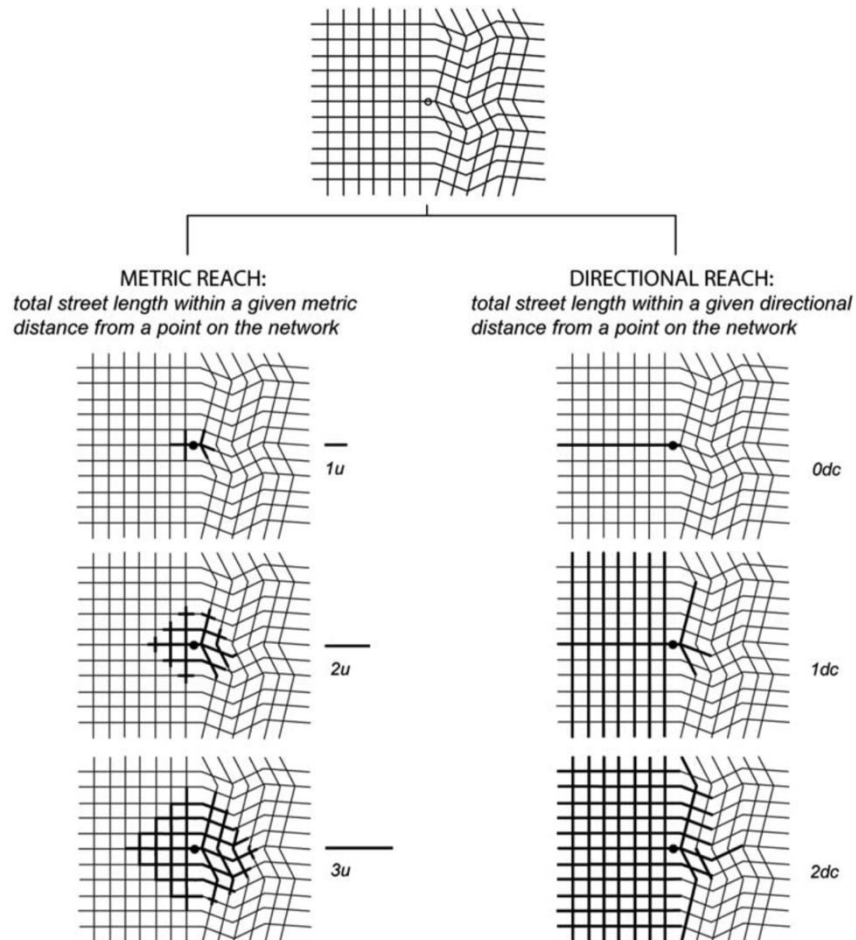 METRIC REACH:
total street length within a given metric
distance from a point on the network
DIRECTIONAL REACH:
total street length within a given directional
distance from a point on the network
1u
0dc
2u
1dc
3u
2dc